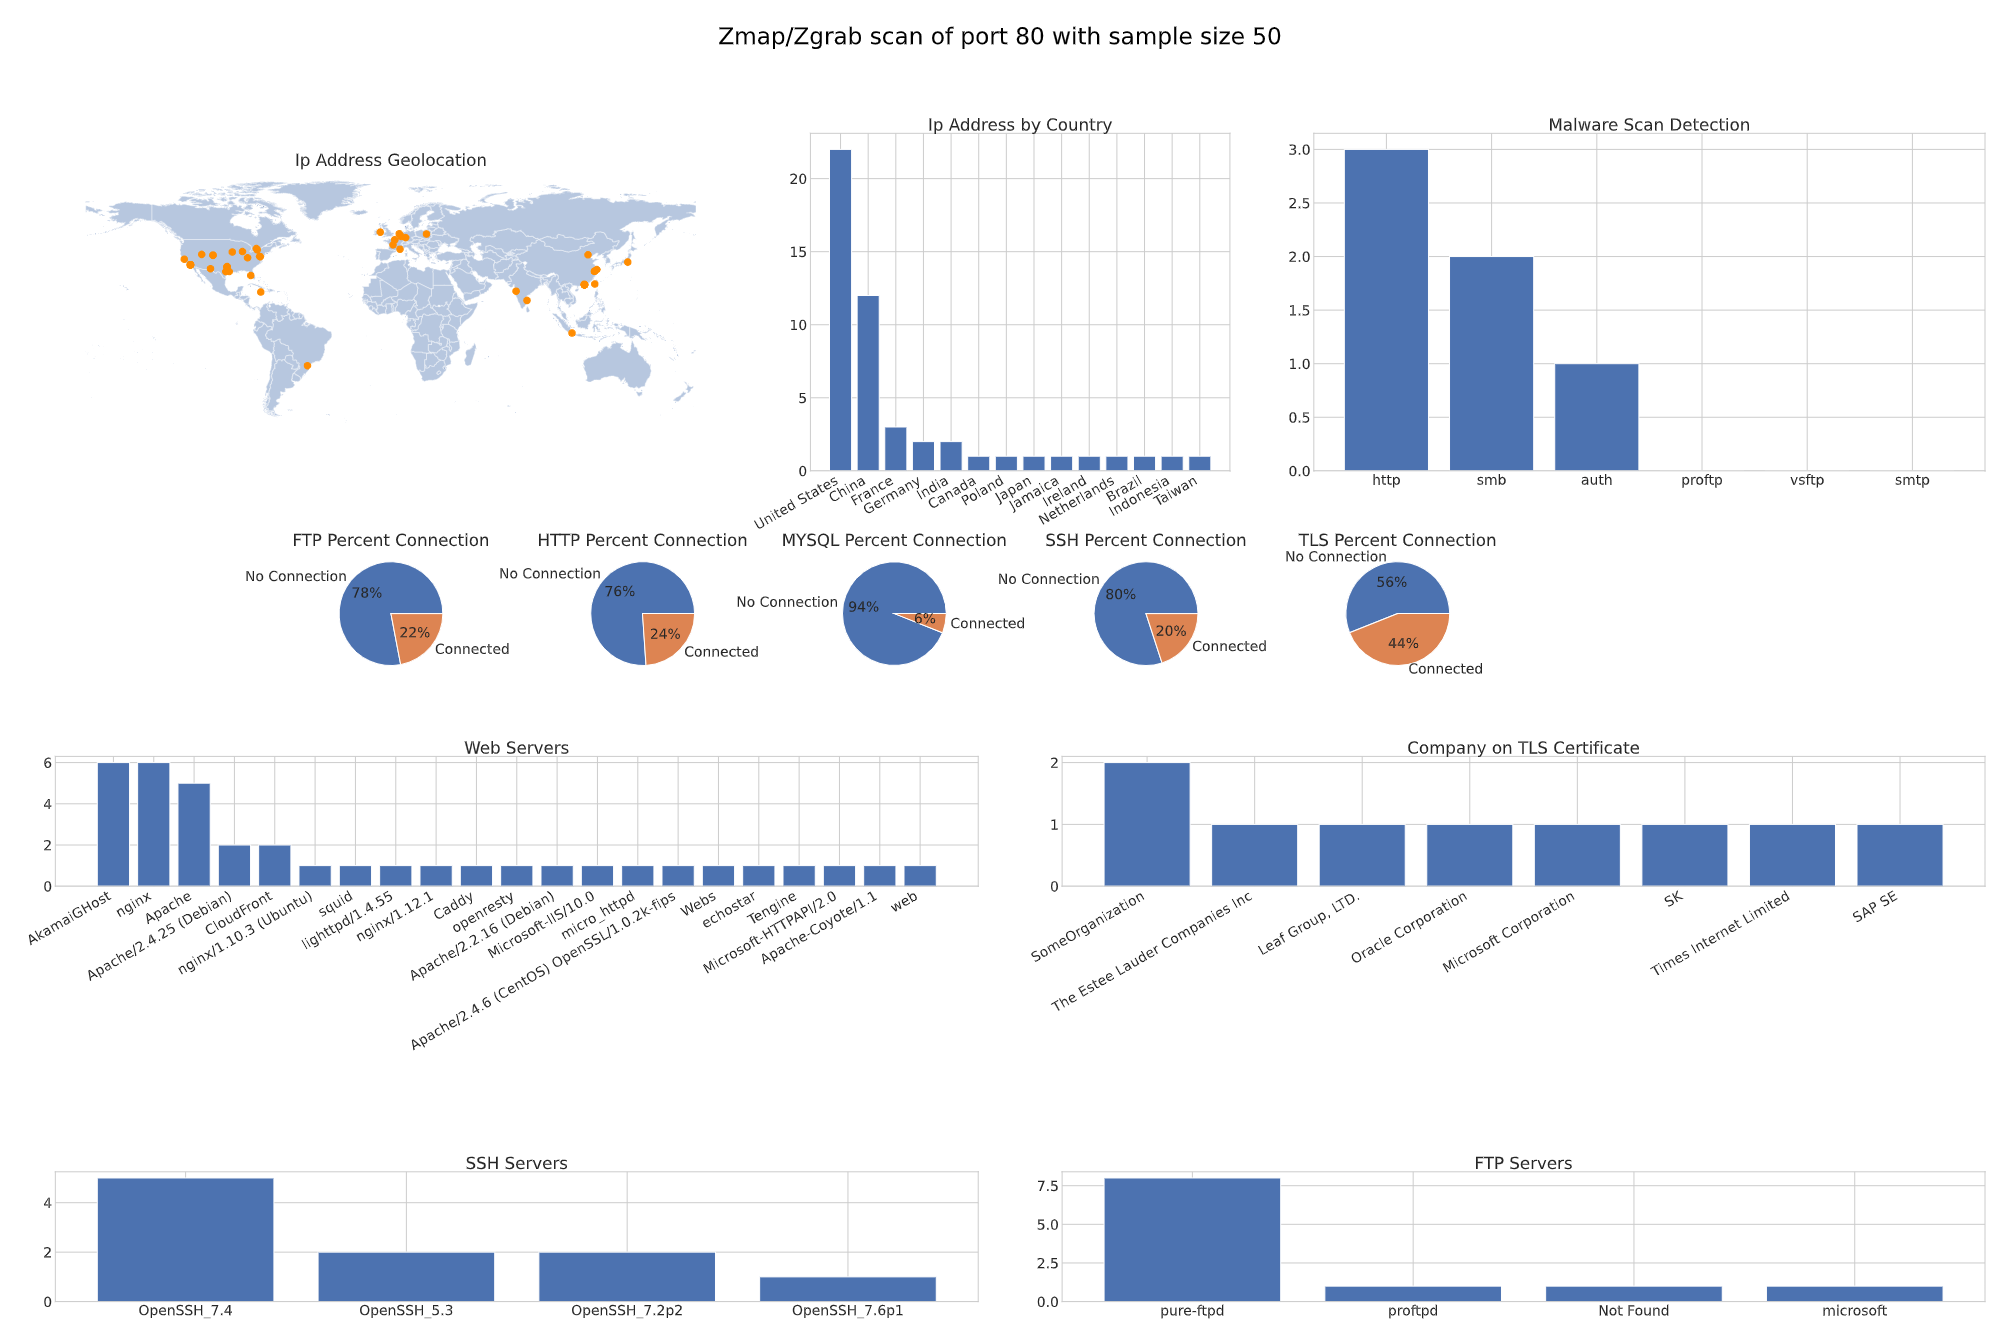 Zmap/Zgrab scan of port 80 with sample size 50
Ip Address Geolocation
Ip Address by Country
20
15
10
5
0
United States
China
France
Germany
India
Canada
Poland
Japan
Jamaica
Ireland
Netherlands
Brazil
Indonesia
Taiwan
Malware Scan Detection
3.0
2.5
2.0
1.5
1.0
0.5
0.0
http
smb
auth
proftp
vsftp
smtp
FTP Percent Connection
No Connection
78%
22%
Connected
HTTP Percent Connection
No Connection
76%
24%
Connected
MYSQL Percent Connection
No Connection
94%
6%
Connected
SSH Percent Connection
No Connection
80%
20%
Connected
TLS Percent Connection
No Connection
56%
44%
Connected
Web Servers
6
4
2
0
AkamaiGHost
nginx
Apache
Apache/2.4.25 (Debian)
CloudFront
nginx/1.10.3 (Ubuntu)
squid
lighttpd/1.4.55
nginx/1.12.1
Caddy
openresty
Apache/2.2.16 (Debian)
Microsoft-IIS/10.0
micro_httpd
Apache/2.4.6 (CentOS) OpenSSL/1.0.2k-fips
Webs
echostar
Tengine
Microsoft-HTTPAPI/2.0
Apache-Coyote/1.1
web
Company on TLS Certificate
2
1
0
SomeOrganization
The Estee Lauder Companies Inc
Leaf Group, LTD.
Oracle Corporation
Microsoft Corporation
SK
Times Internet Limited
SAP SE
SSH Servers
4
2
0
OpenSSH_7.4
OpenSSH_5.3
OpenSSH_7.2p2
OpenSSH_7.6p1
FTP Servers
7.5
5.0
2.5
0.0
pure-ftpd
proftpd
Not Found
microsoft